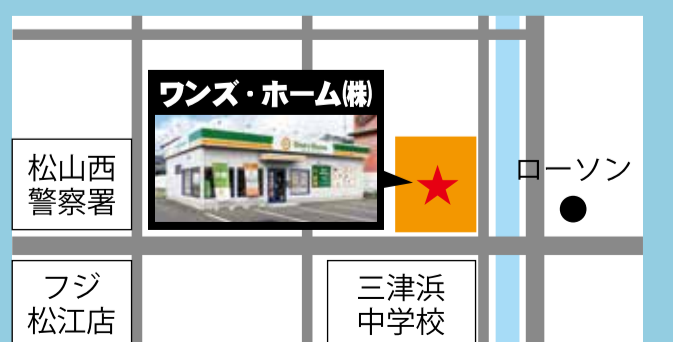 ワンズ・ホーム㈱
松山西
警察署
ローソン
フジ
松江店
三津浜
中学校